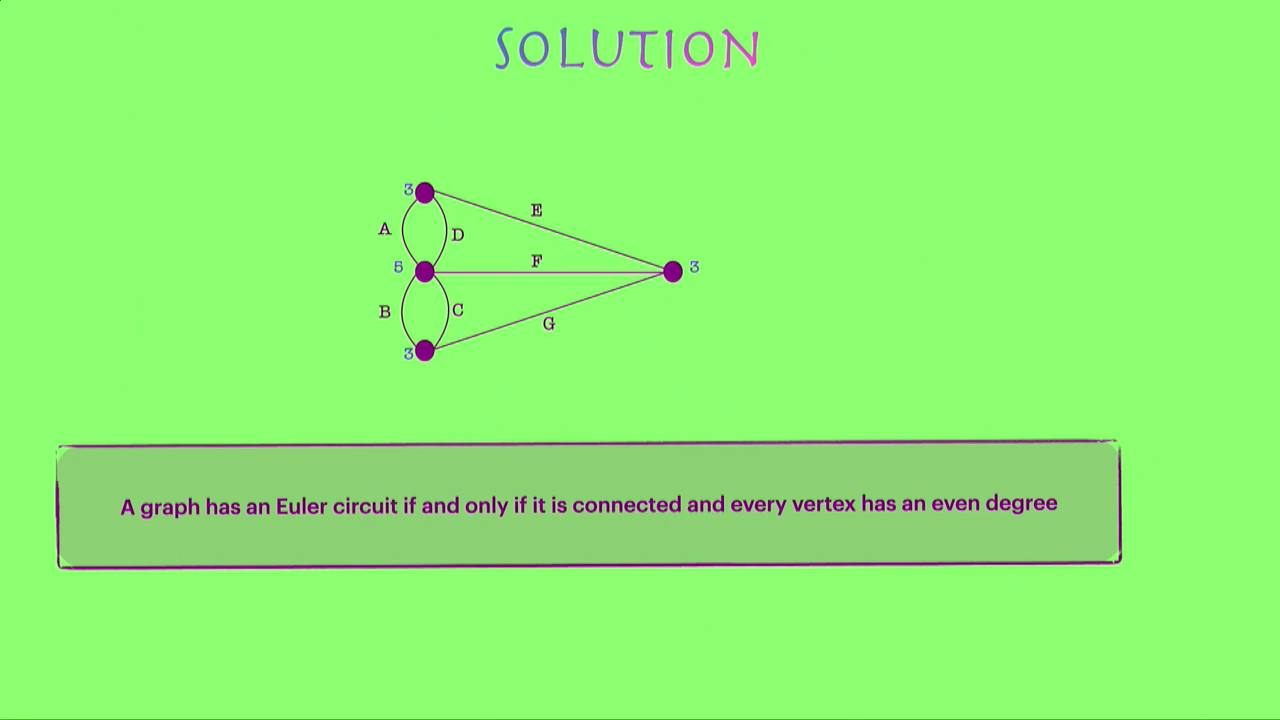 SOLUTION
3
E
A
D
5
F
3
B
C
G
3
A graph has an Euler circuit if and only if it is connected and every vertex has an even degree